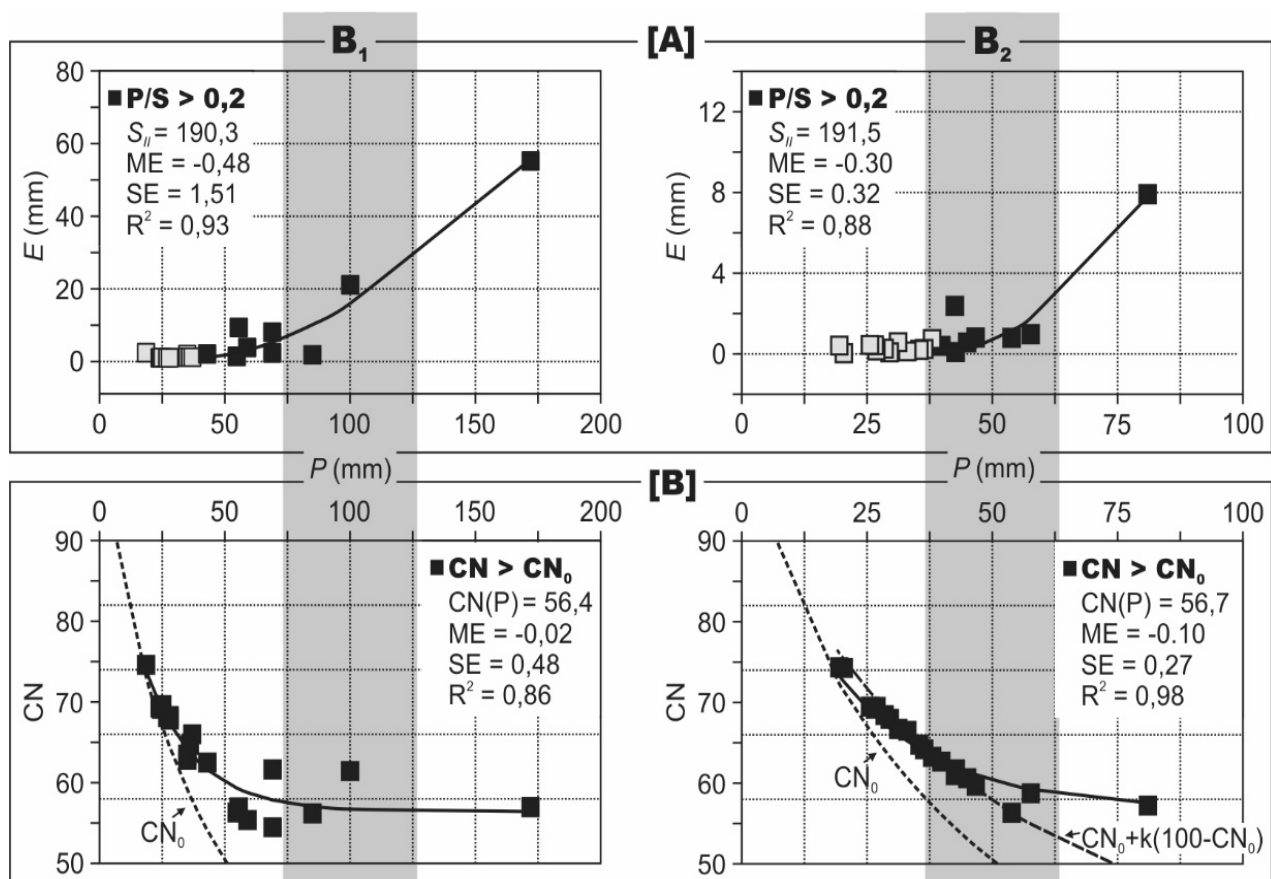 B₁ [A] B₂
80
60
40
20
0
E (mm)
■ P/S > 0,2
S_II = 190,3
ME = -0,48
SE = 1,51
R² = 0,93
0 50 100 150 200
12
8
4
0
E (mm)
■ P/S > 0,2
S_II = 191,5
ME = -0.30
SE = 0.32
R² = 0,88
0 25 50 75 100
P (mm) P (mm)
[B]
0 50 100 150 200
90
80
70
60
50
CN
■ CN > CN₀
CN(P) = 56,4
ME = -0,02
SE = 0,48
R² = 0,86
CN₀
0 25 50 75 100
90
80
70
60
50
CN
■ CN > CN₀
CN(P) = 56,7
ME = -0.10
SE = 0,27
R² = 0,98
CN₀
CN₀+k(100-CN₀)